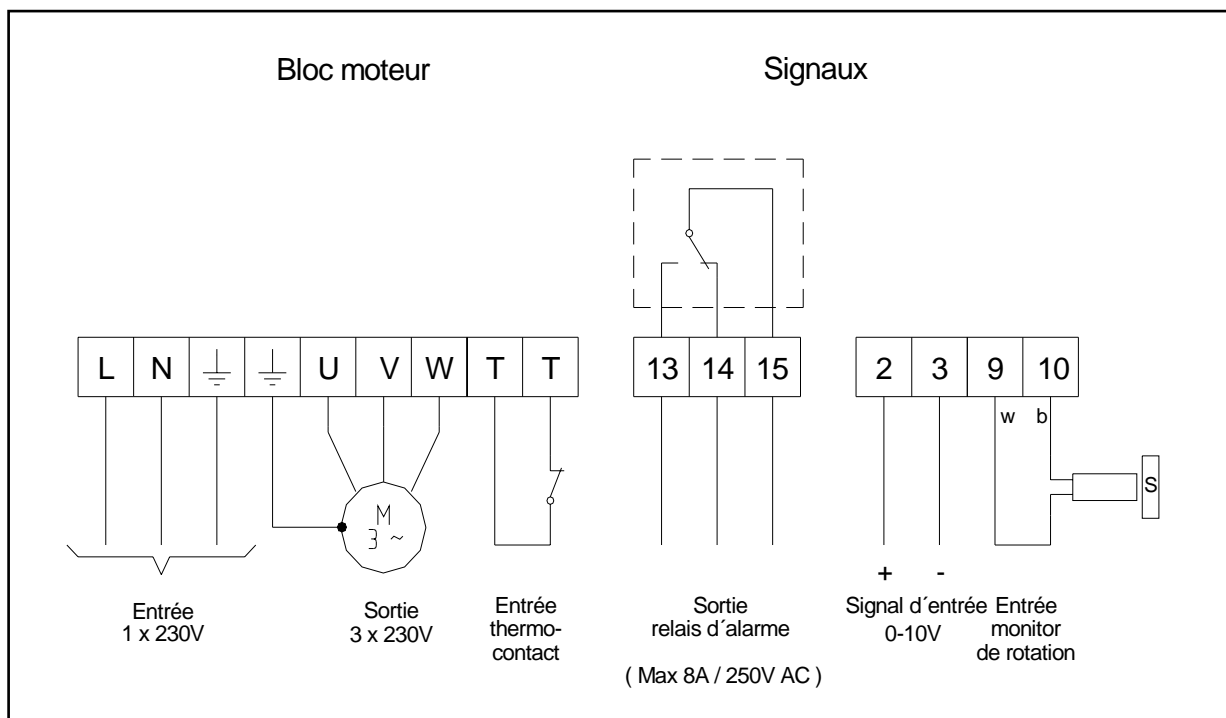 Bloc moteur
Signaux
L N U V W T T
13 14 15
2 3 9 10
w b
M
3 ~
S
+ -
Entrée
1 x 230V
Sortie
3 x 230V
Entrée
thermo-
contact
Sortie
relais d´alarme
( Max 8A / 250V AC )
Signal d´entrée
0-10V
Entrée
monitor
de rotation